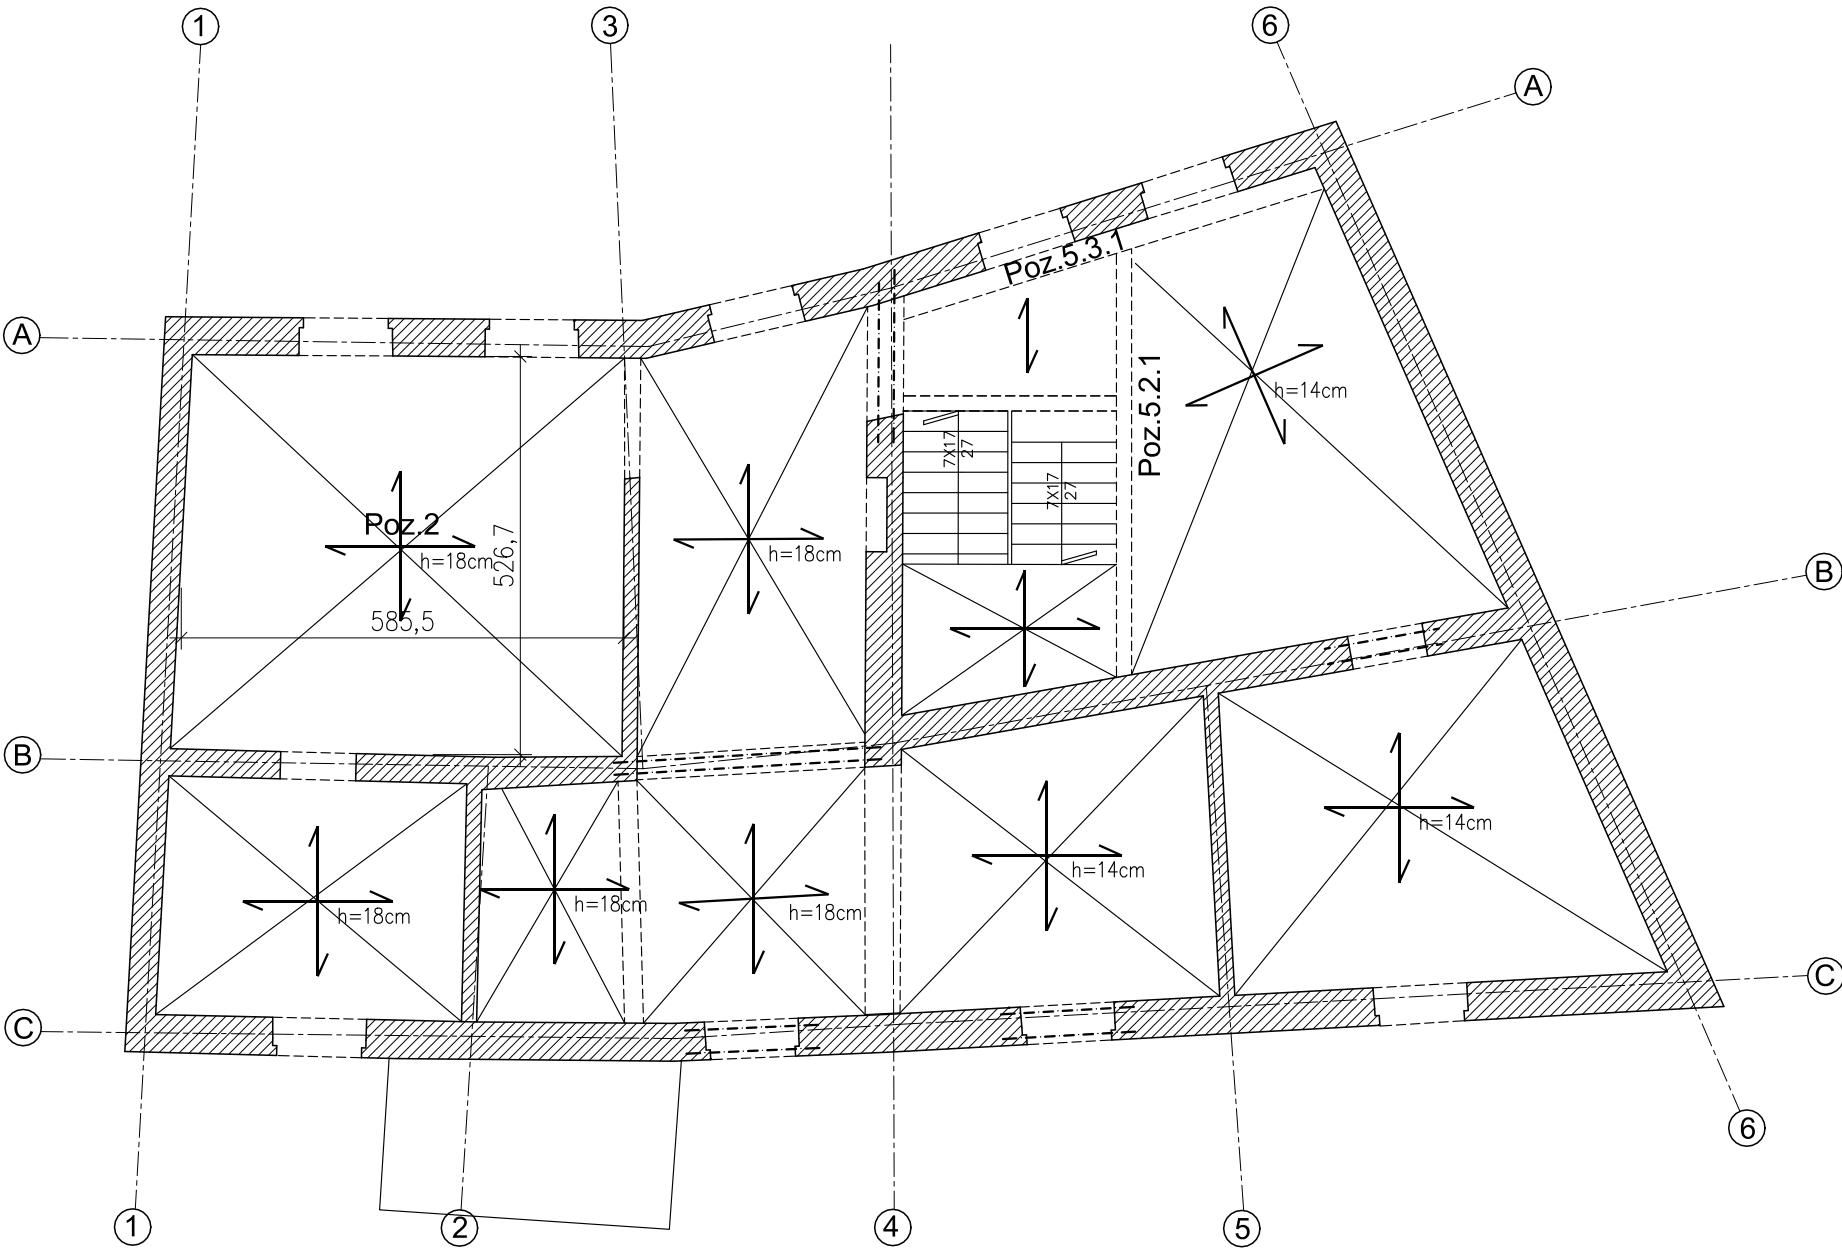 1
3
6
A
A
Poz.5.3.1
Poz.5.2.1
h=14cm
7X17
27
7X17
27
Poz.2
h=18cm
526,7
585,5
h=18cm
B
B
h=14cm
h=14cm
h=18cm
h=18cm
h=18cm
C
C
6
1
2
4
5